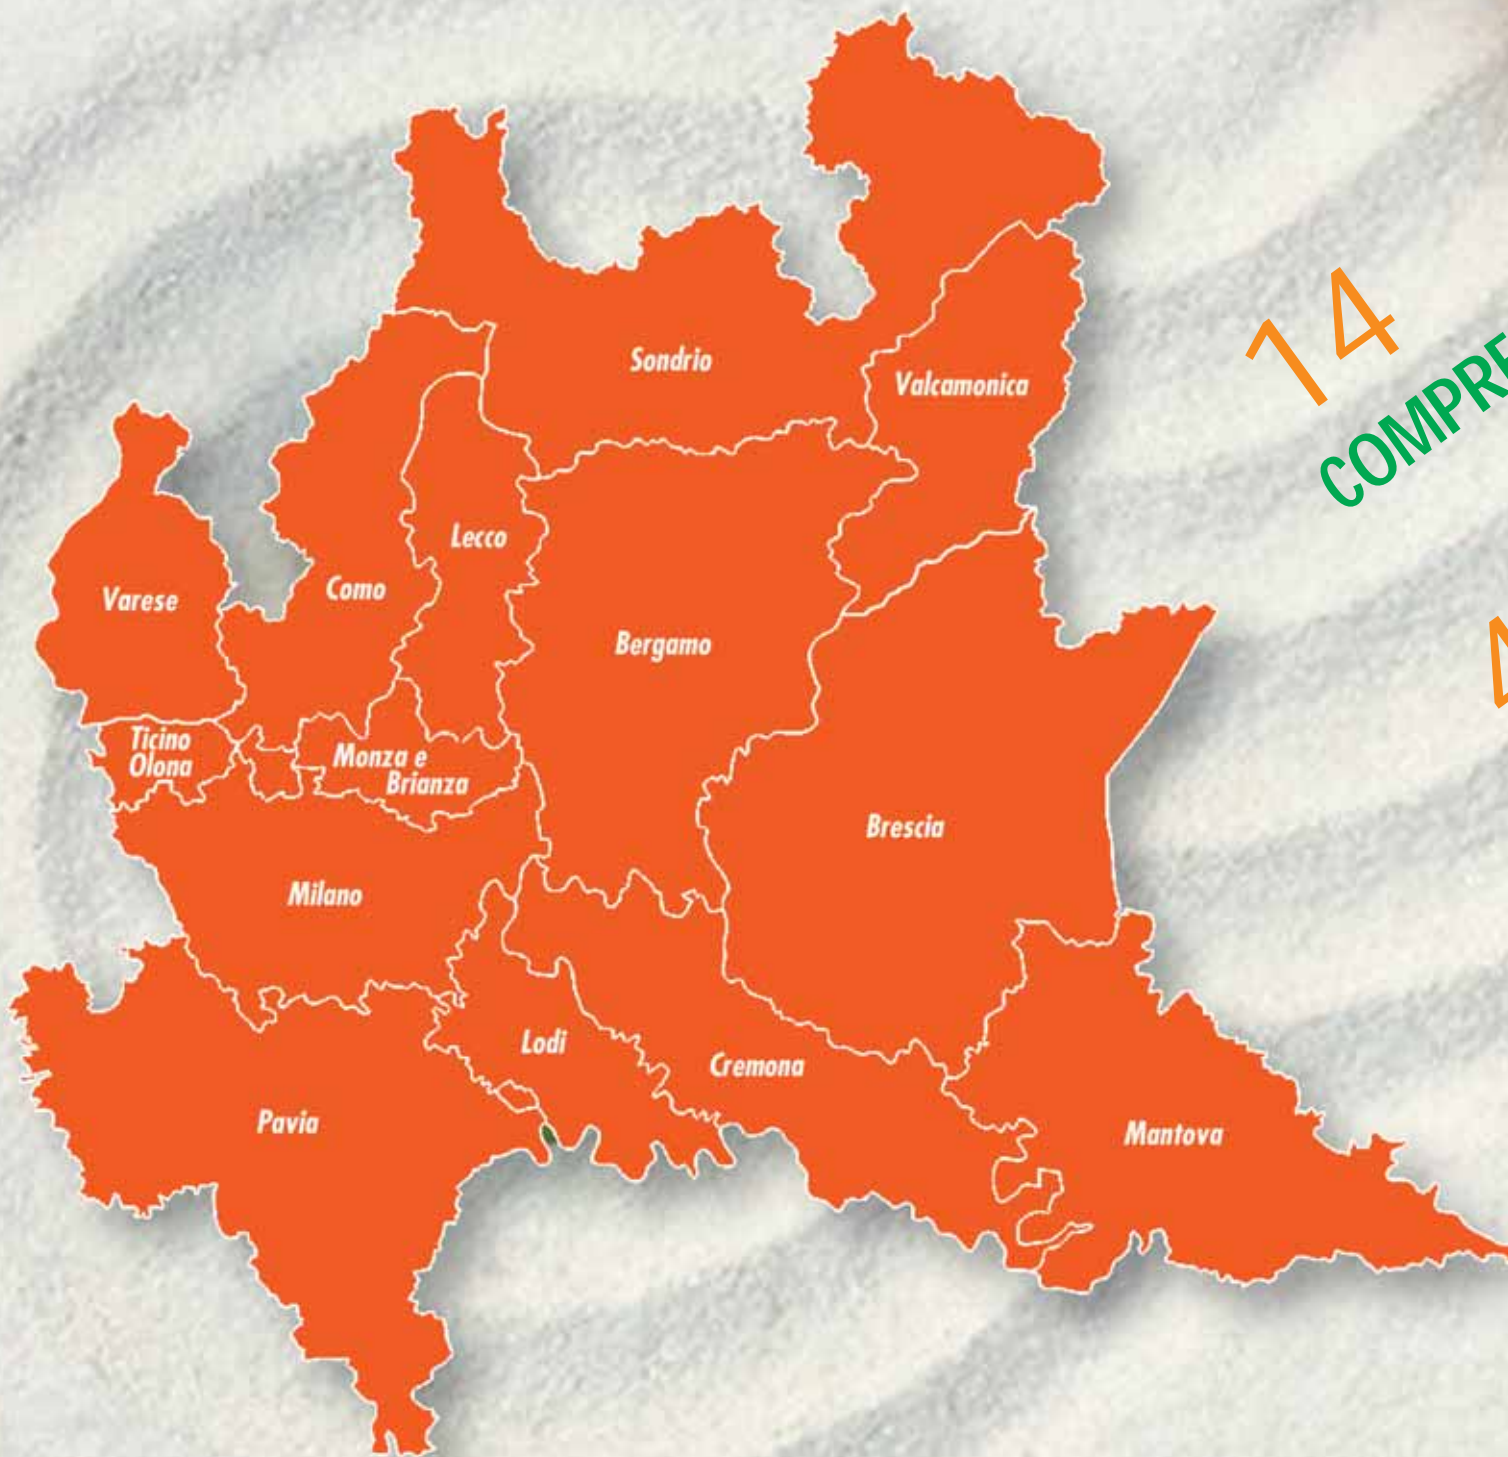 Sondrio
Valcamonica
14
COMPRE
Lecco
Como
Varese
Bergamo
Ticino
Olona
Monza e
Brianza
Brescia
Milano
Lodi
Cremona
Pavia
Mantova